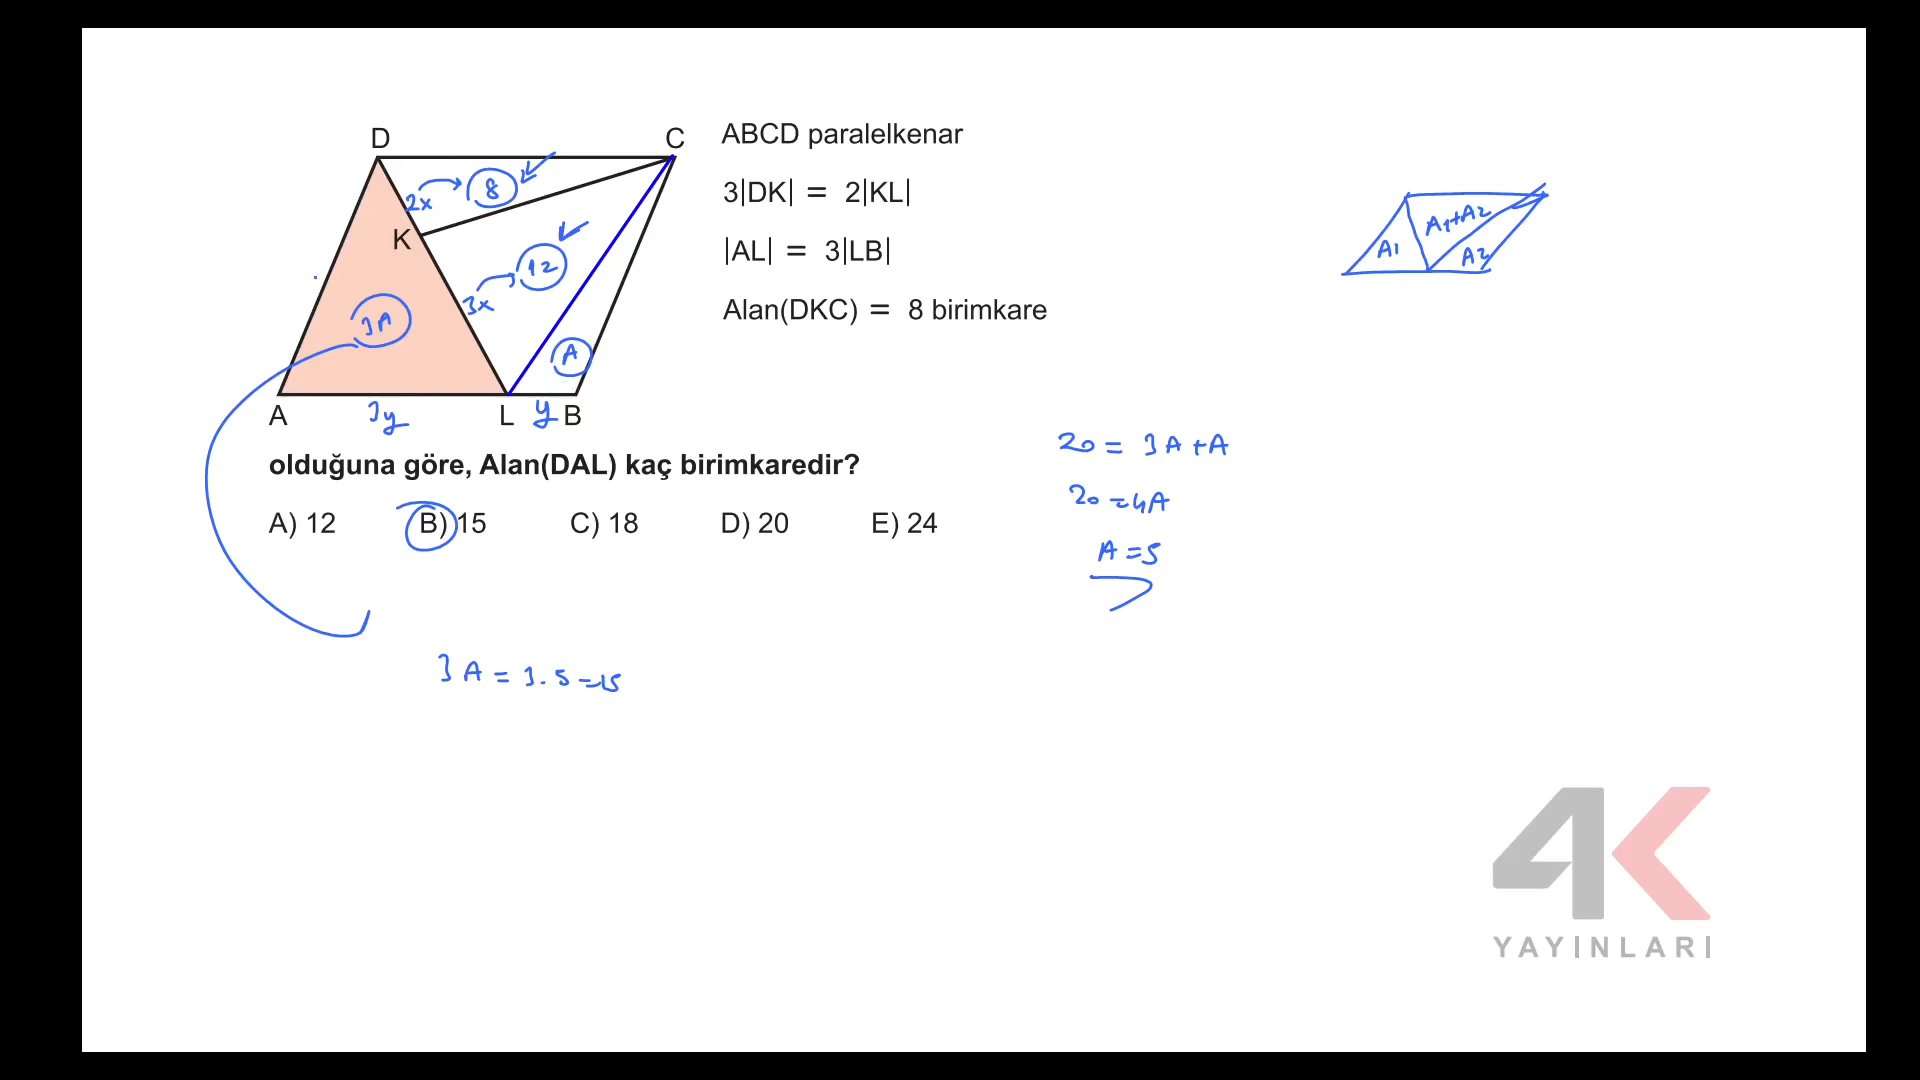 D C
ABCD paralelkenar
2x 8
3|DK| = 2|KL|
A1 A1+A2 A2
K
12
|AL| = 3|LB|
3x
3A
Alan(DKC) = 8 birimkare
A
A L B
3y y
20 = 3A+A
olduğuna göre, Alan(DAL) kaç birimkaredir?
20 = 4A
A) 12 B) 15 C) 18 D) 20 E) 24
A = 5
3A = 3.5 = 15
4K
YAYINLARI